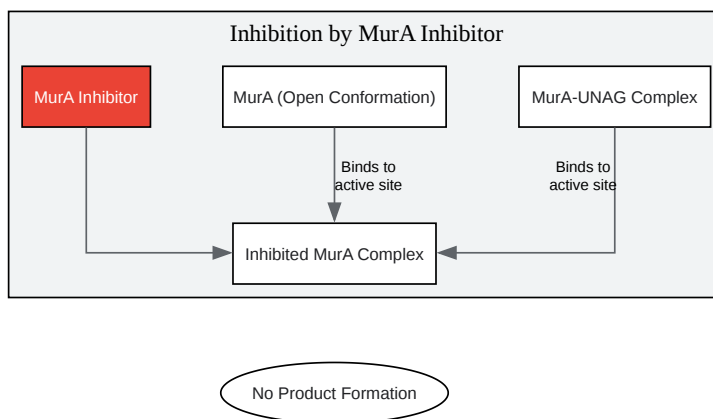 Inhibition by MurA Inhibitor
MurA Inhibitor
MurA (Open Conformation)
MurA-UNAG Complex
Binds to
active site
Binds to
active site
Inhibited MurA Complex
No Product Formation